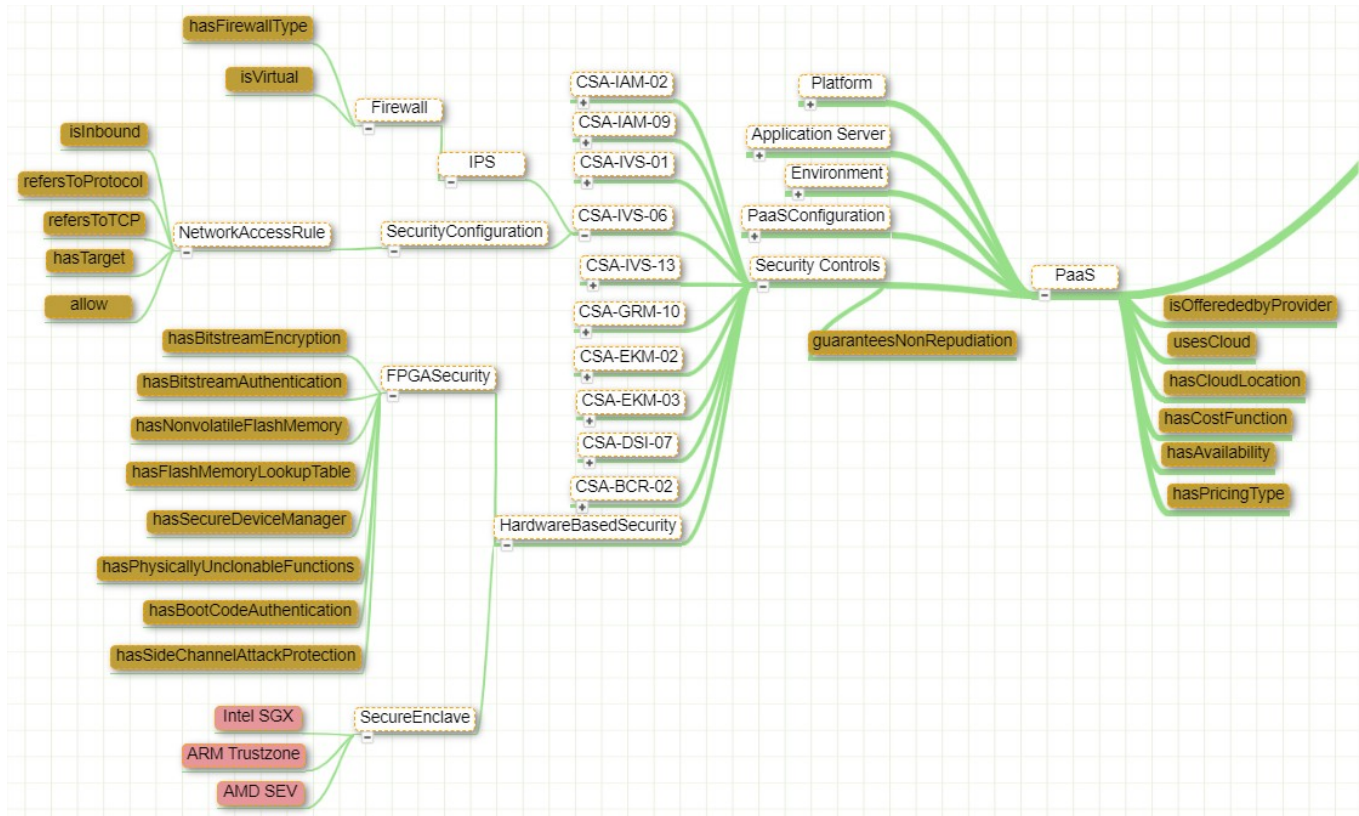 hasFirewallType
isVirtual
Firewall
IPS
isInbound
refersToProtocol
refersToTCP
hasTarget
allow
NetworkAccessRule
SecurityConfiguration
CSA-IAM-02
CSA-IAM-09
CSA-IVS-01
CSA-IVS-06
CSA-IVS-13
CSA-GRM-10
CSA-EKM-02
CSA-EKM-03
CSA-DSI-07
CSA-BCR-02
HardwareBasedSecurity
hasBitstreamEncryption
hasBitstreamAuthentication
hasNonvolatileFlashMemory
hasFlashMemoryLookupTable
hasSecureDeviceManager
hasPhysicallyUnclonableFunctions
hasBootCodeAuthentication
hasSideChannelAttackProtection
FPGASecurity
Intel SGX
ARM Trustzone
AMD SEV
SecureEnclave
Platform
Application Server
Environment
PaaSConfiguration
Security Controls
guaranteesNonRepudiation
PaaS
isOfferededbyProvider
usesCloud
hasCloudLocation
hasCostFunction
hasAvailability
hasPricingType